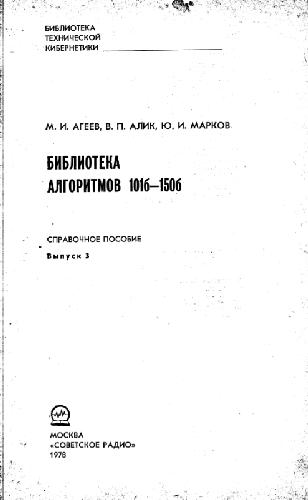 БИБЛИОТЕКА
ТЕХНИЧЕСКОЙ
КИБЕРНЕТИКИ
М. И. АГЕЕВ, В. П. АЛИК, Ю. И. МАРКОВ
БИБЛИОТЕКА
АЛГОРИТМОВ 101б—150б
СПРАВОЧНОЕ ПОСОБИЕ
Выпуск 3
МОСКВА
«СОВЕТСКОЕ РАДИО»
1978